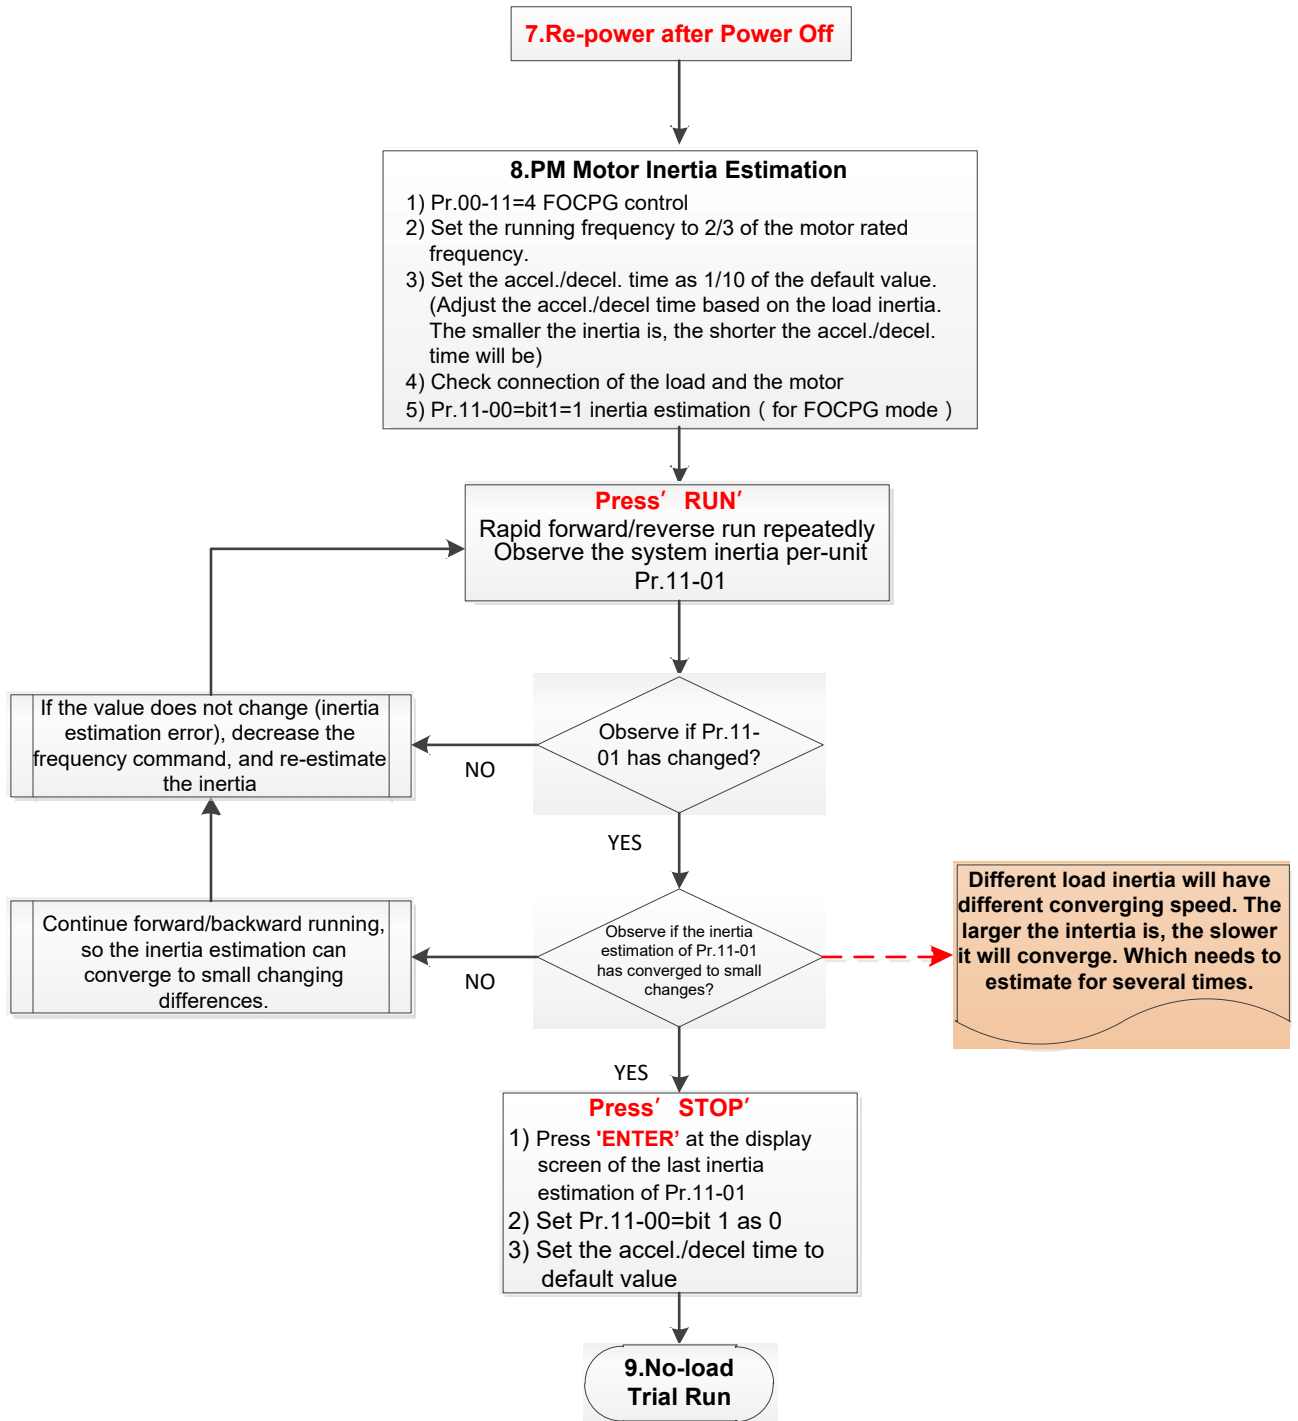 7.Re-power after Power Off
8.PM Motor Inertia Estimation
1) Pr.00-11=4 FOCPG control
2) Set the running frequency to 2/3 of the motor rated
frequency.
3) Set the accel./decel. time as 1/10 of the default value.
(Adjust the accel./decel time based on the load inertia.
The smaller the inertia is, the shorter the accel./decel.
time will be)
4) Check connection of the load and the motor
5) Pr.11-00=bit1=1 inertia estimation ( for FOCPG mode )
Press’ RUN’
Rapid forward/reverse run repeatedly
Observe the system inertia per-unit
Pr.11-01
If the value does not change (inertia
estimation error), decrease the
frequency command, and re-estimate
the inertia
NO
Observe if Pr.11-
01 has changed?
YES
Continue forward/backward running,
so the inertia estimation can
converge to small changing
differences.
NO
Observe if the inertia
estimation of Pr.11-01
has converged to small
changes?
Different load inertia will have
different converging speed. The
larger the intertia is, the slower
it will converge. Which needs to
estimate for several times.
YES
Press’ STOP’
1) Press 'ENTER’ at the display
screen of the last inertia
estimation of Pr.11-01
2) Set Pr.11-00=bit 1 as 0
3) Set the accel./decel time to
default value
9.No-load
Trial Run